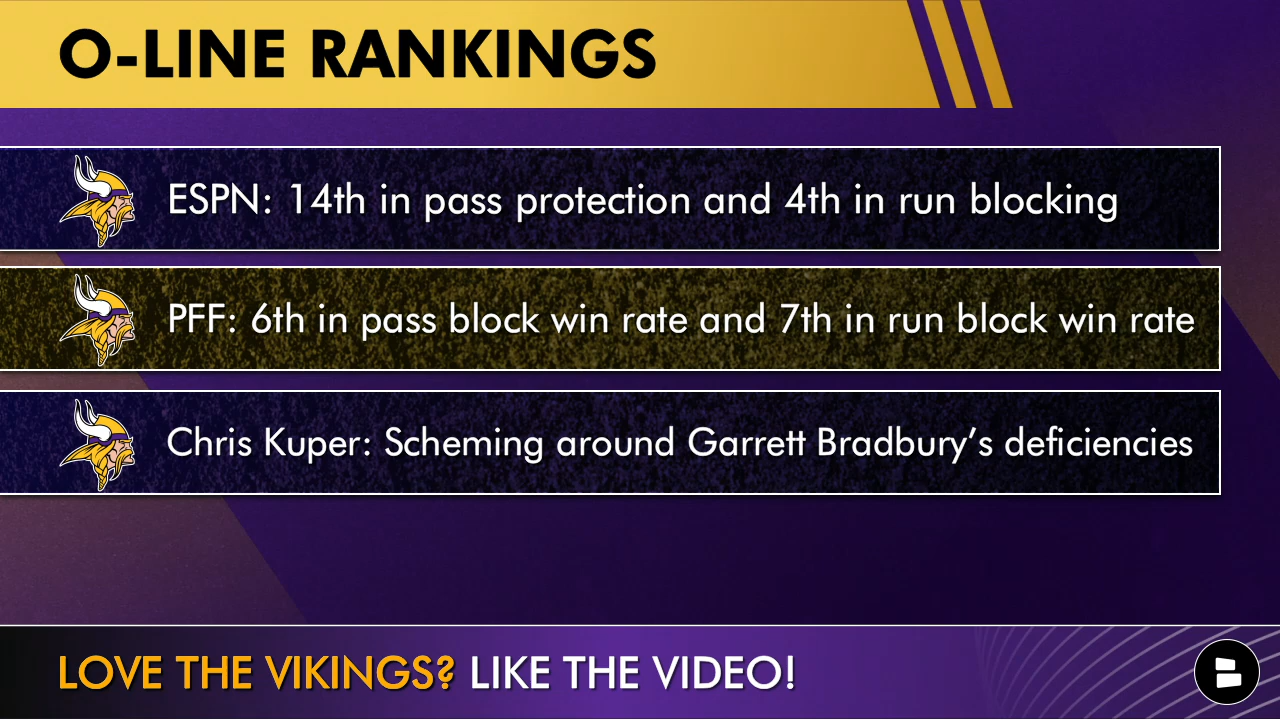 O-LINE RANKINGS
ESPN: 14th in pass protection and 4th in run blocking
PFF: 6th in pass block win rate and 7th in run block win rate
Chris Kuper: Scheming around Garrett Bradbury’s deficiencies
LOVE THE VIKINGS? LIKE THE VIDEO!